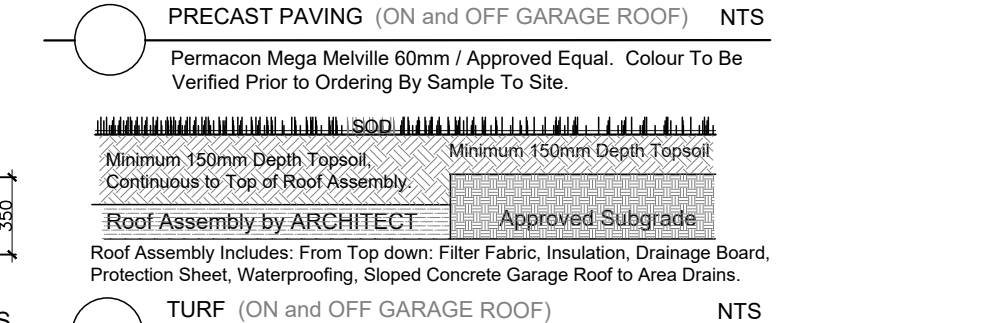 PRECAST PAVING (ON and OFF GARAGE ROOF) NTS
Permacon Mega Melville 60mm / Approved Equal. Colour To Be
Verified Prior to Ordering By Sample To Site.
SOD
Minimum 150mm Depth Topsoil,
Continuous to Top of Roof Assembly.
Minimum 150mm Depth Topsoil
350
Roof Assembly by ARCHITECT
Approved Subgrade
Roof Assembly Includes: From Top down: Filter Fabric, Insulation, Drainage Board,
Protection Sheet, Waterproofing, Sloped Concrete Garage Roof to Area Drains.
S
TURF (ON and OFF GARAGE ROOF) NTS